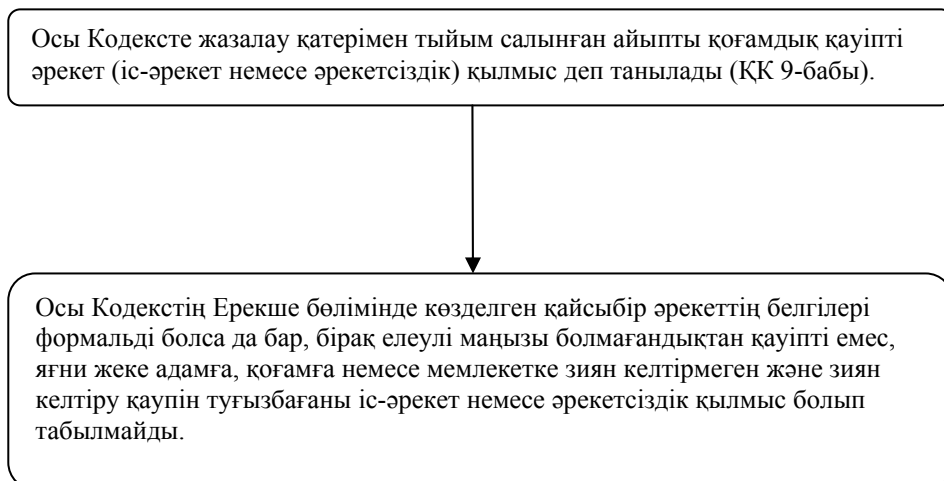 Осы Кодексте жазалау қатерімен тыйым салынған айыпты қоғамдық қауіпті
әрекет (іс-әрекет немесе әрекетсіздік) қылмыс деп танылады (ҚК 9-бабы).
Осы Кодекстің Ерекше бөлімінде көзделген қайсыбір әрекеттің белгілері
формальді болса да бар, бірақ елеулі маңызы болмағандықтан қауіпті емес,
яғни жеке адамға, қоғамға немесе мемлекетке зиян келтірмеген және зиян
келтіру қаупін туғызбағаны іс-әрекет немесе әрекетсіздік қылмыс болып
табылмайды.